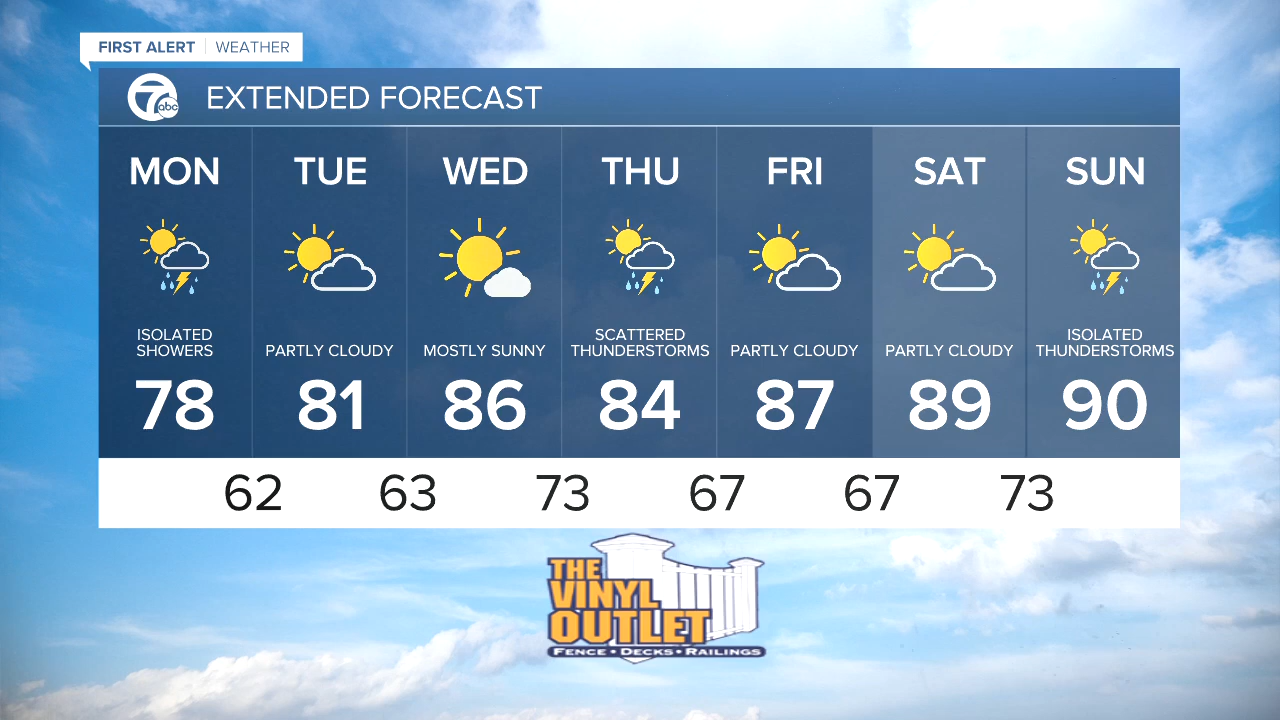 FIRST ALERT WEATHER
7 abc EXTENDED FORECAST
MON TUE WED THU FRI SAT SUN
ISOLATED
SHOWERS
PARTLY CLOUDY
MOSTLY SUNNY
SCATTERED
THUNDERSTORMS
PARTLY CLOUDY
PARTLY CLOUDY
ISOLATED
THUNDERSTORMS
78 81 86 84 87 89 90
62 63 73 67 67 73
THE
VINYL
OUTLET
FENCE • DECKS • RAILINGS